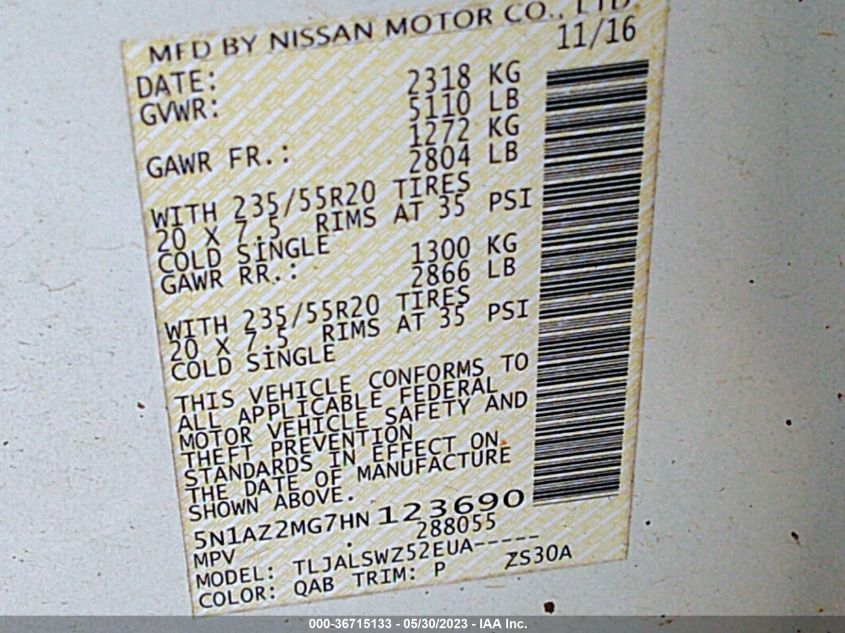 MFD BY NISSAN MOTOR CO., LTD
DATE: 11/16
GVWR: 2318 KG
5110 LB
GAWR FR.: 1272 KG
2804 LB
WITH 235/55R20 TIRES
20 X 7.5 RIMS AT 35 PSI
COLD SINGLE
GAWR RR.: 1300 KG
2866 LB
WITH 235/55R20 TIRES
20 X 7.5 RIMS AT 35 PSI
COLD SINGLE
THIS VEHICLE CONFORMS TO
ALL APPLICABLE FEDERAL
MOTOR VEHICLE SAFETY AND
THEFT PREVENTION
STANDARDS IN EFFECT ON
THE DATE OF MANUFACTURE
SHOWN ABOVE.
5N1AZ2MG7HN123690
MPV 288055
MODEL: TLJALSWZ52EUA-----
COLOR: QAB TRIM: P ZS30A
000-36715133 - 05/30/2023 - IAA Inc.